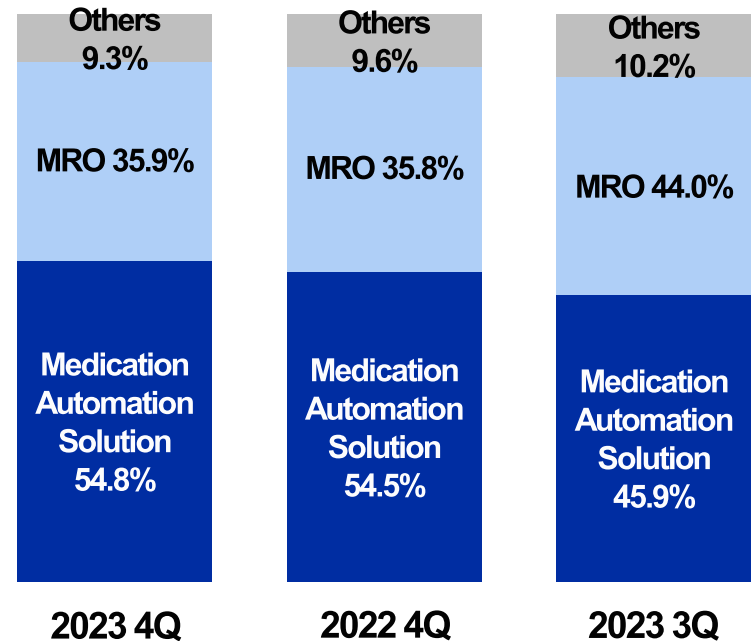 Others
9.3%
MRO 35.9%
Medication
Automation
Solution
54.8%
2023 4Q
Others
9.6%
MRO 35.8%
Medication
Automation
Solution
54.5%
2022 4Q
Others
10.2%
MRO 44.0%
Medication
Automation
Solution
45.9%
2023 3Q